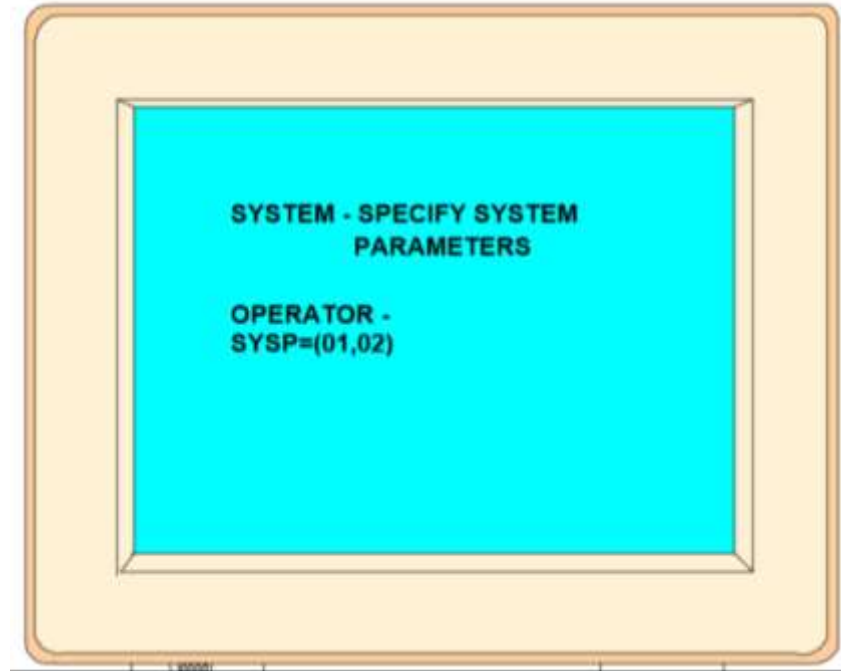 SYSTEM - SPECIFY SYSTEM
PARAMETERS
OPERATOR -
SYSP=(01,02)